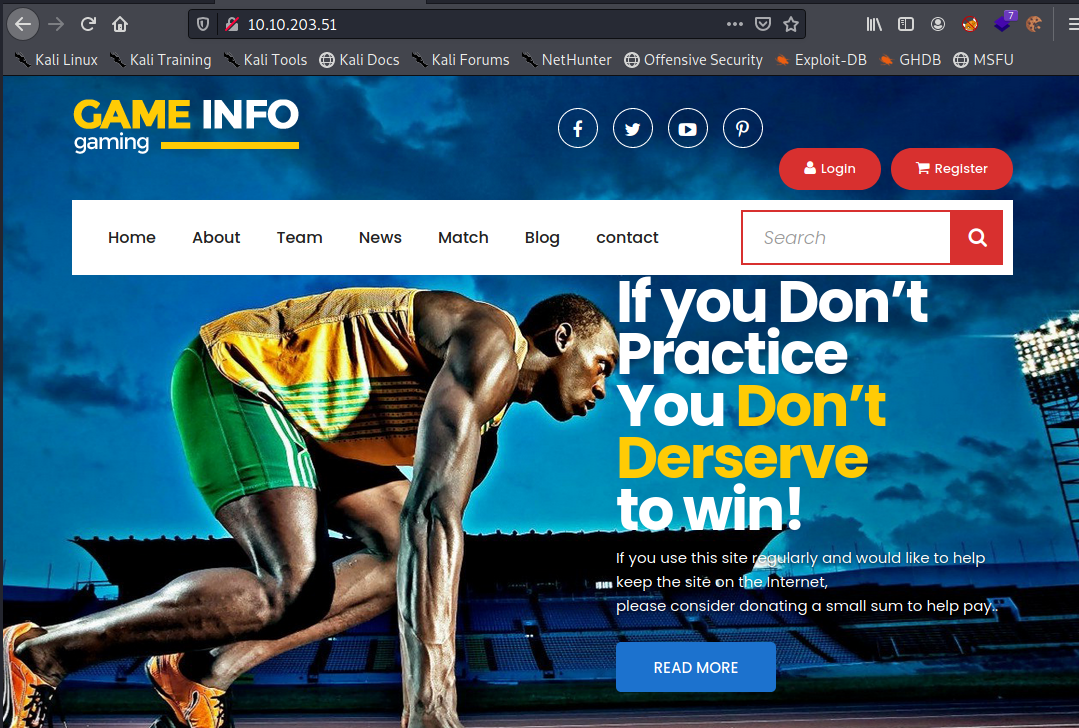 10.10.203.51
7
Kali Linux Kali Training Kali Tools Kali Docs Kali Forums NetHunter Offensive Security Exploit-DB GHDB MSFU
GAME INFO
gaming
Login Register
Home About Team News Match Blog contact Search
If you Don’t
Practice
You Don’t
Derserve
to win!
If you use this site regularly and would like to help
keep the site on the Internet,
please consider donating a small sum to help pay..
READ MORE